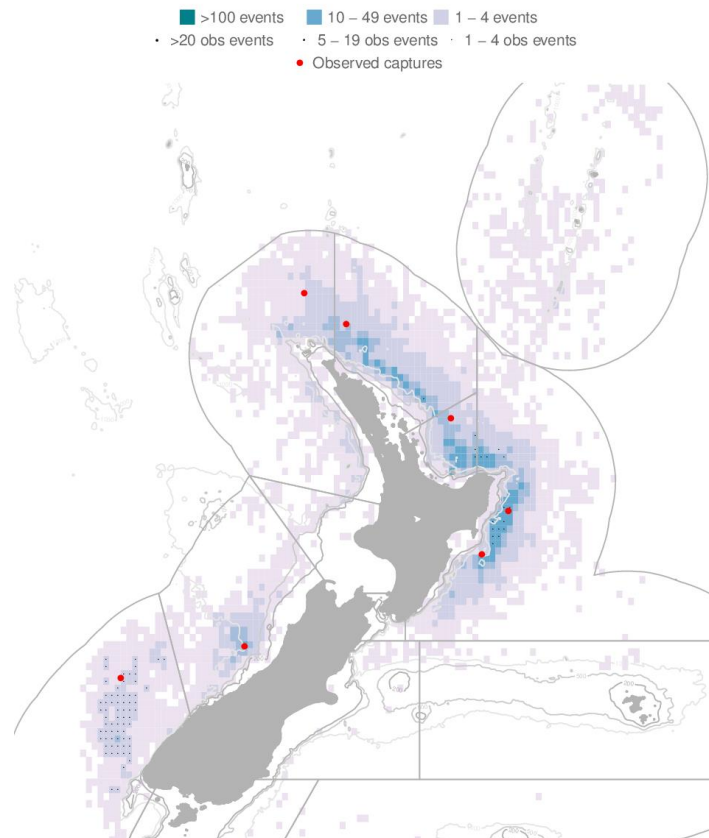 >100 events 10 – 49 events 1 – 4 events
>20 obs events 5 – 19 obs events 1 – 4 obs events
Observed captures